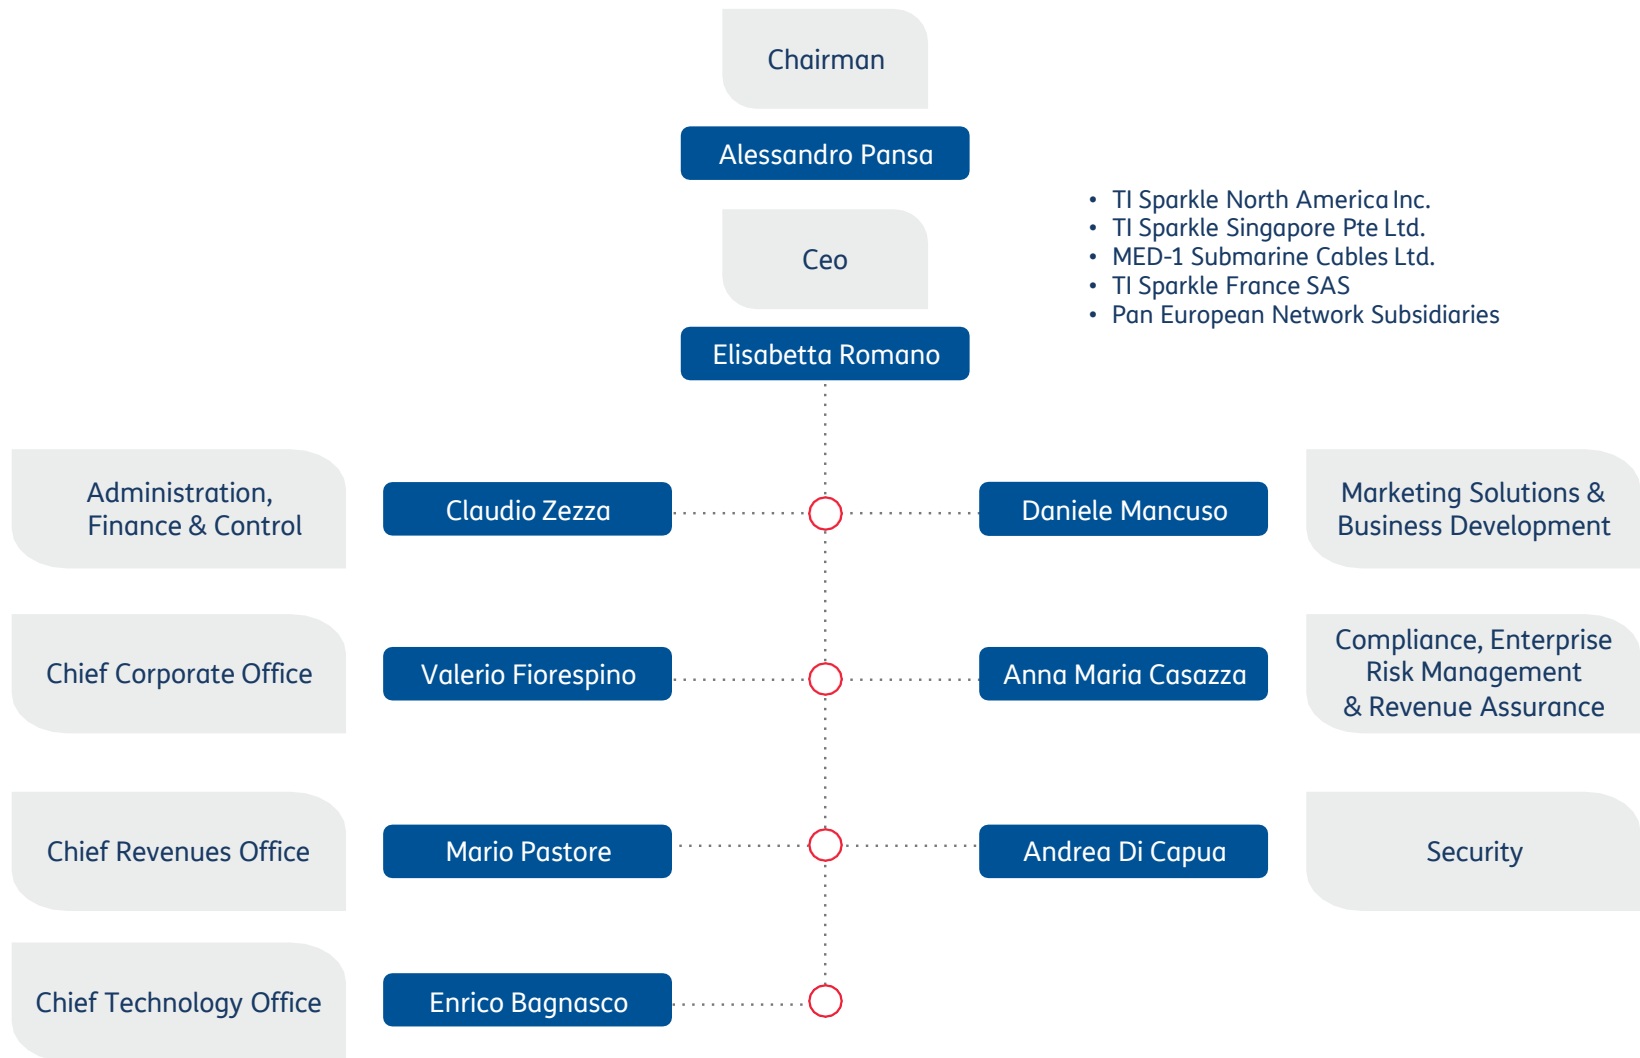 Chairman
Alessandro Pansa
Ceo
Elisabetta Romano
• TI Sparkle North America Inc.
• TI Sparkle Singapore Pte Ltd.
• MED-1 Submarine Cables Ltd.
• TI Sparkle France SAS
• Pan European Network Subsidiaries
Administration,
Finance & Control
Claudio Zezza
Daniele Mancuso
Marketing Solutions &
Business Development
Chief Corporate Office
Valerio Fiorespino
Anna Maria Casazza
Compliance, Enterprise
Risk Management
& Revenue Assurance
Chief Revenues Office
Mario Pastore
Andrea Di Capua
Security
Chief Technology Office
Enrico Bagnasco